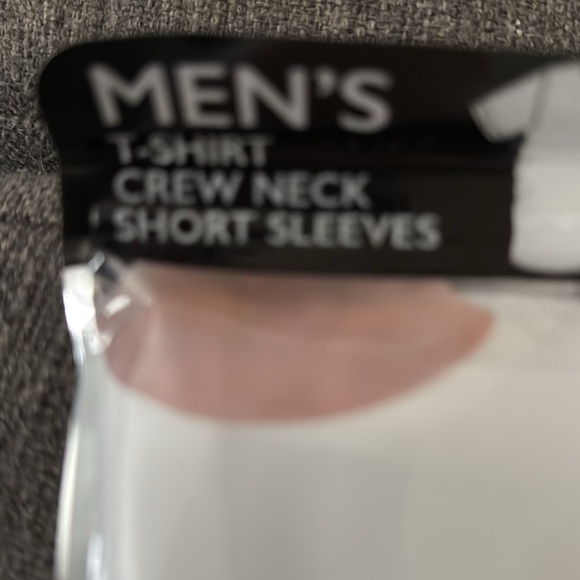 MEN'S
T-SHIRT
CREW NECK
SHORT SLEEVES